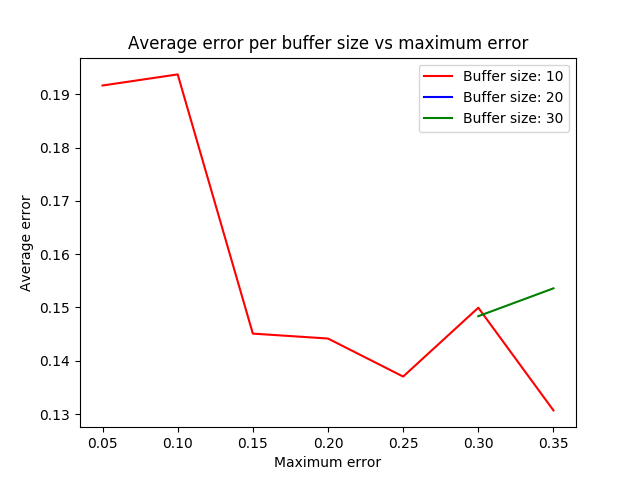 Average error per buffer size vs maximum error
Buffer size: 10
Buffer size: 20
Buffer size: 30
Average error
0.19
0.18
0.17
0.16
0.15
0.14
0.13
0.05 0.10 0.15 0.20 0.25 0.30 0.35
Maximum error